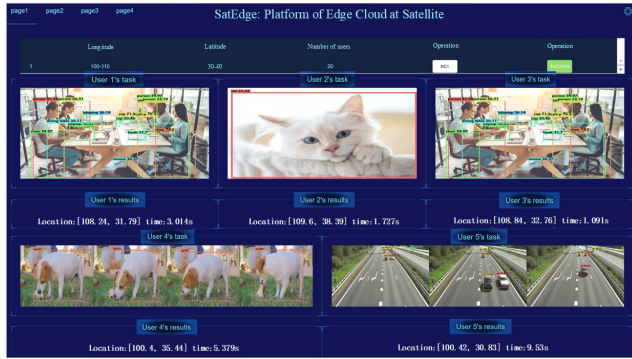 page1 page2 page3 page4
SatEdge: Platform of Edge Cloud at Satellite
Longitude Latitude Number of users Operation Operation
1 100-110 30-40 20
User 1's task User 2's task User 3's task
User 1's results User 2's results User 3's results
Location:[108.24, 31.79] time:3.014s Location:[109.6, 38.39] time:1.727s Location:[108.84, 32.76] time:1.091s
User 4's task User 5's task
User 4's results User 5's results
Location:[100.4, 35.44] time:5.379s Location:[100.42, 30.83] time:9.53s